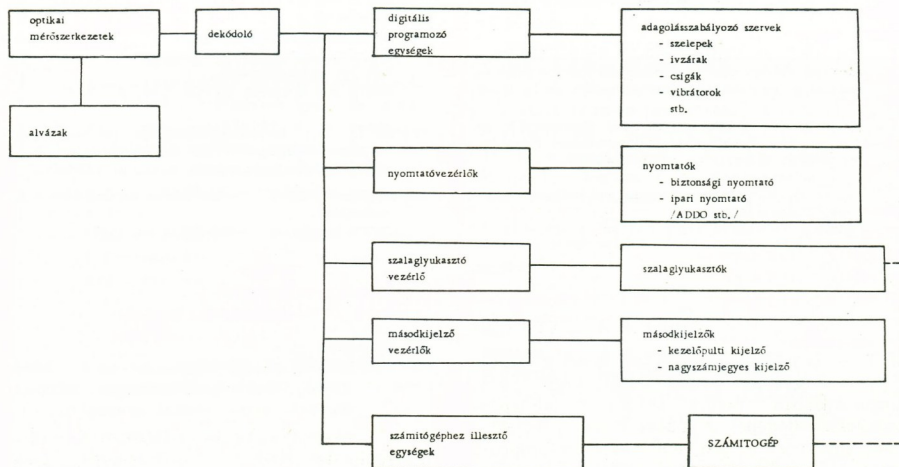 optikai
mérőszerkezetek
alvázak
dekódoló
digitális
programozó
egységek
adagolásszabályozó szervek
- szelepek
- ivzárak
- csigák
- vibrátorok
stb.
nyomtatóvezérlők
nyomtatók
- biztonsági nyomtató
- ipari nyomtató
/ADDO stb./
szalaglyukasztó
vezérlő
szalaglyukasztók
másodkijelző
vezérlők
másodkijelzők
- kezelőpulti kijelző
- nagyszámjegyes kijelző
számitógéphez illesztő
egységek
SZÁMITOGÉP